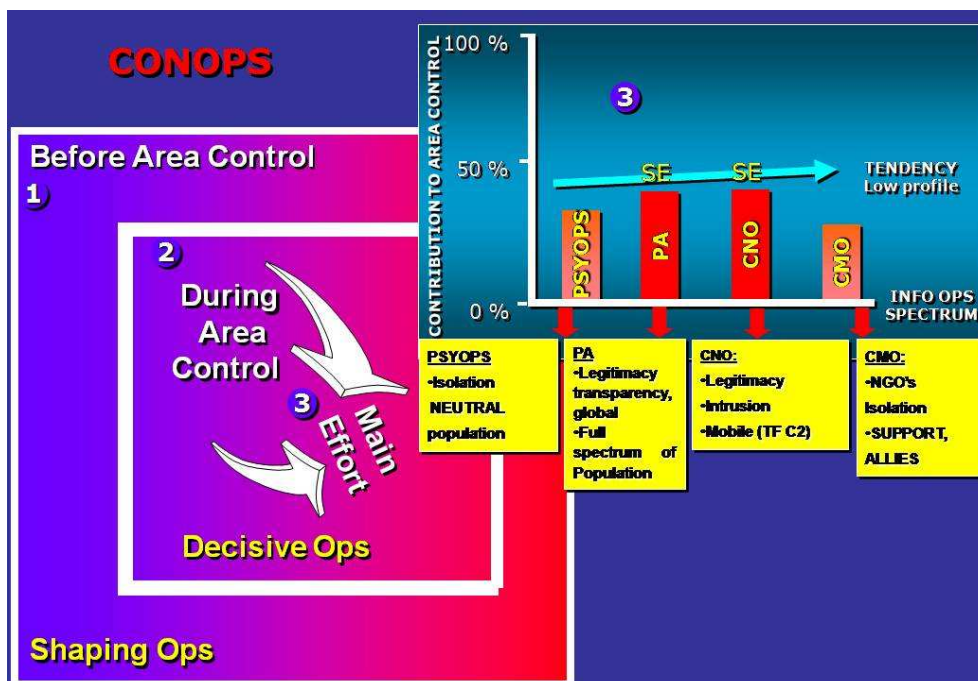 CONOPS
Before Area Control
1
2
During
Area
Control
3
Main
Effort
Decisive Ops
Shaping Ops
CONTRIBUTION TO AREA CONTROL
100 %
50 %
0 %
3
SE
SE
TENDENCY
Low profile
PSYOPS
PA
CNO
CMO
INFO OPS
SPECTRUM
PSYOPS
•Isolation
NEUTRAL
population
PA
•Legitimacy
transparency,
global
•Full
spectrum of
Population
CNO:
•Legitimacy
•Intrusion
•Mobile (TF C2)
CMO:
•NGO's
Isolation
•SUPPORT,
ALLIES